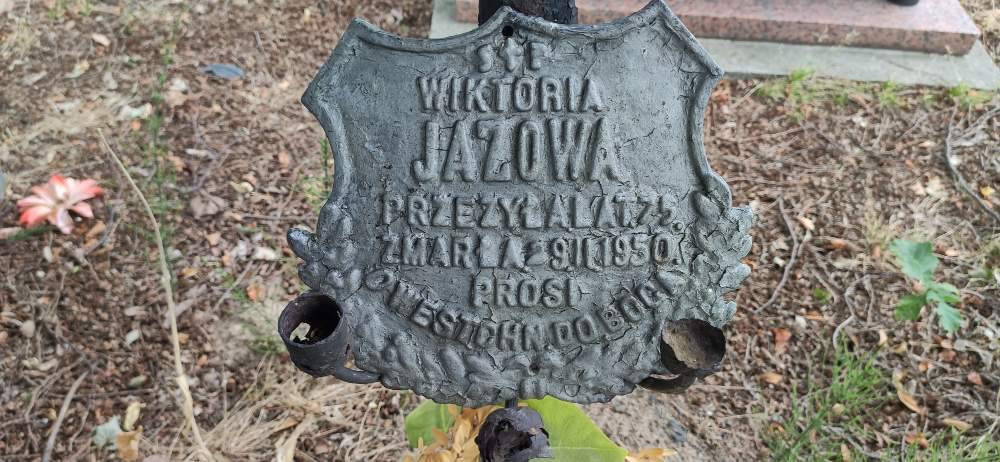 Ś†P
WIKTORIA
JAZOWA
PRZEŻYŁA LAT 75.
ZMARŁA 29.II.1950.
PROSI
O WESTCHN.DO BOGA